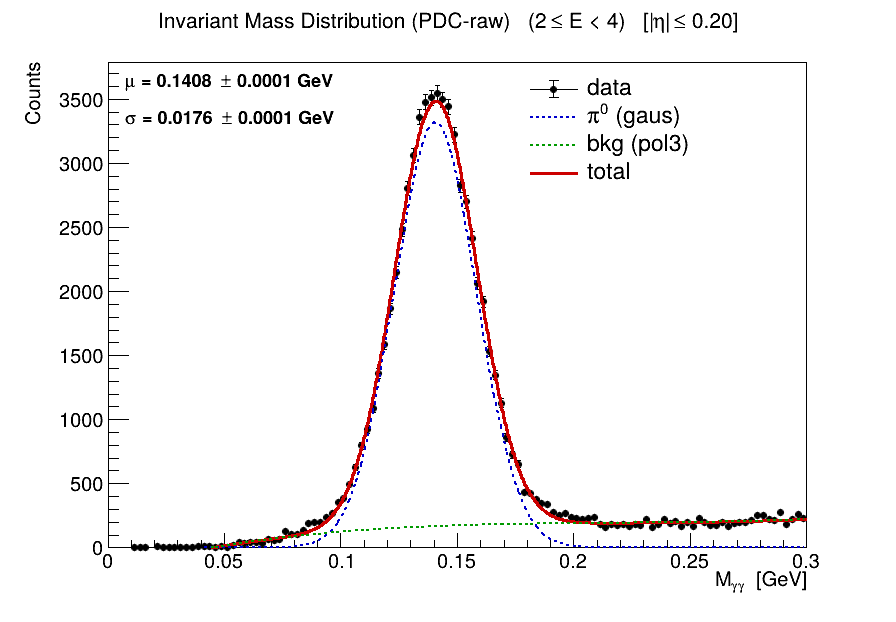 Invariant Mass Distribution (PDC-raw) (2 ≤ E < 4) [|η| ≤ 0.20]
Counts
μ = 0.1408 ± 0.0001 GeV
σ = 0.0176 ± 0.0001 GeV
data
π⁰ (gaus)
bkg (pol3)
total
3500
3000
2500
2000
1500
1000
500
0
0 0.05 0.1 0.15 0.2 0.25 0.3
Mγγ [GeV]